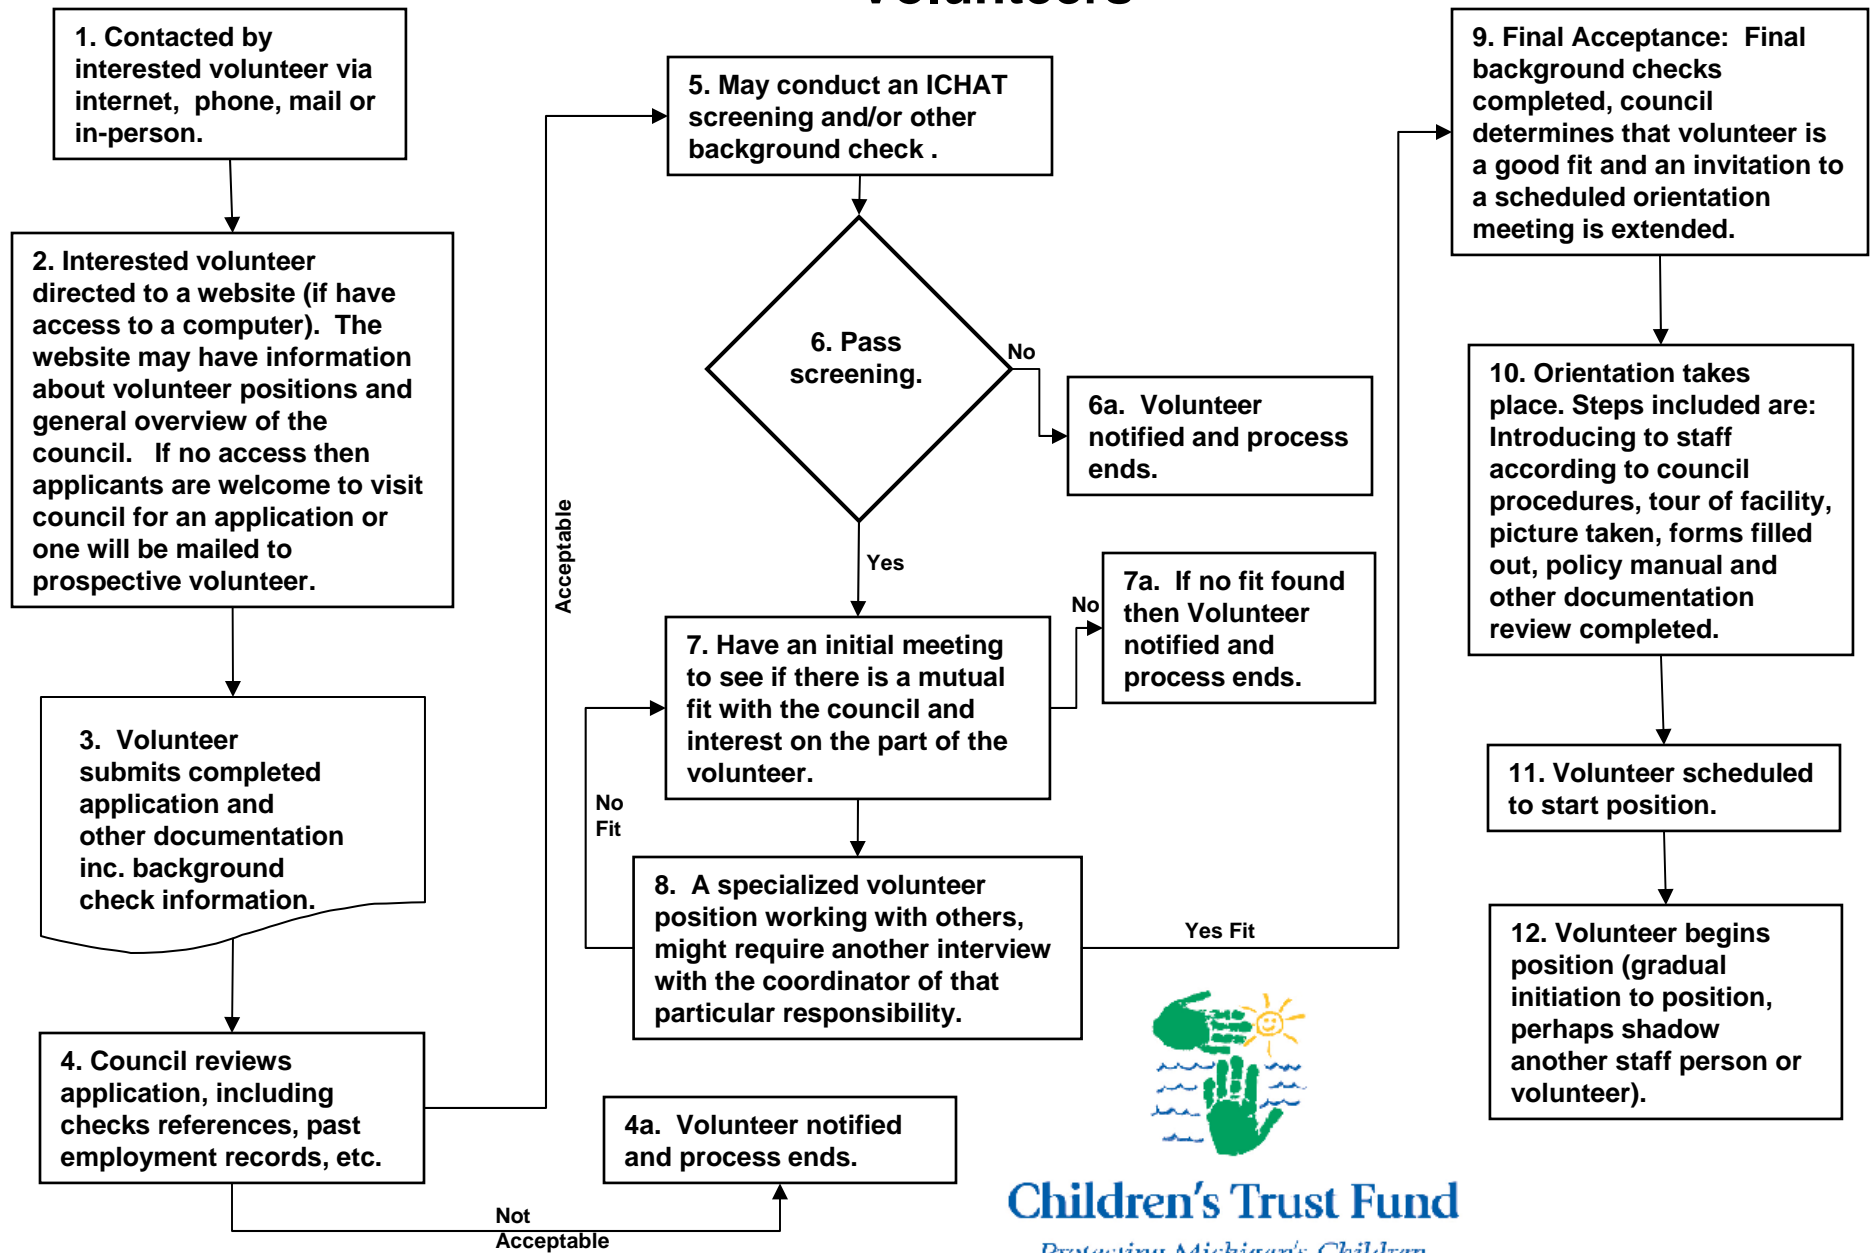 Volunteers
1. Contacted by
interested volunteer via
internet, phone, mail or
in-person.
2. Interested volunteer
directed to a website (if have
access to a computer). The
website may have information
about volunteer positions and
general overview of the
council. If no access then
applicants are welcome to visit
council for an application or
one will be mailed to
prospective volunteer.
3. Volunteer
submits completed
application and
other documentation
inc. background
check information.
4. Council reviews
application, including
checks references, past
employment records, etc.
Not
Acceptable
4a. Volunteer notified
and process ends.
Acceptable
5. May conduct an ICHAT
screening and/or other
background check .
6. Pass
screening.
No
6a. Volunteer
notified and process
ends.
Yes
7. Have an initial meeting
to see if there is a mutual
fit with the council and
interest on the part of the
volunteer.
No
7a. If no fit found
then Volunteer
notified and
process ends.
No
Fit
8. A specialized volunteer
position working with others,
might require another interview
with the coordinator of that
particular responsibility.
Yes Fit
9. Final Acceptance: Final
background checks
completed, council
determines that volunteer is
a good fit and an invitation to
a scheduled orientation
meeting is extended.
10. Orientation takes
place. Steps included are:
Introducing to staff
according to council
procedures, tour of facility,
picture taken, forms filled
out, policy manual and
other documentation
review completed.
11. Volunteer scheduled
to start position.
12. Volunteer begins
position (gradual
initiation to position,
perhaps shadow
another staff person or
volunteer).
Children's Trust Fund
Protecting Michigan's Children